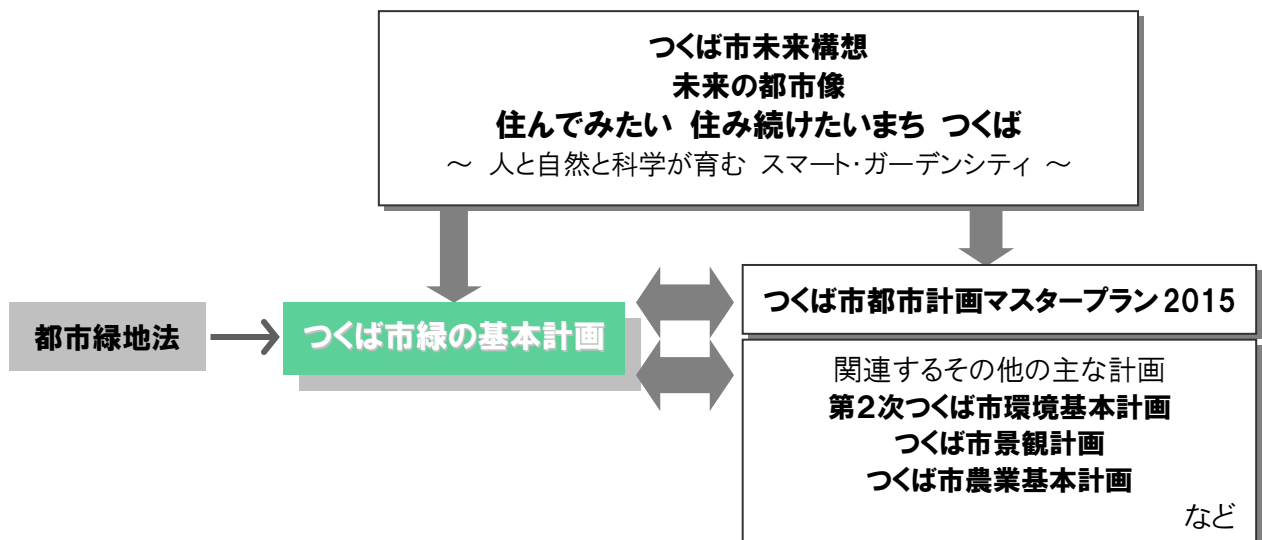 つくば市未来構想
未来の都市像
住んでみたい 住み続けたいまち つくば
～ 人と自然と科学が育む スマート・ガーデンシティ ～
都市緑地法
つくば市緑の基本計画
つくば市都市計画マスタープラン2015
関連するその他の主な計画
第２次つくば市環境基本計画
つくば市景観計画
つくば市農業基本計画
など